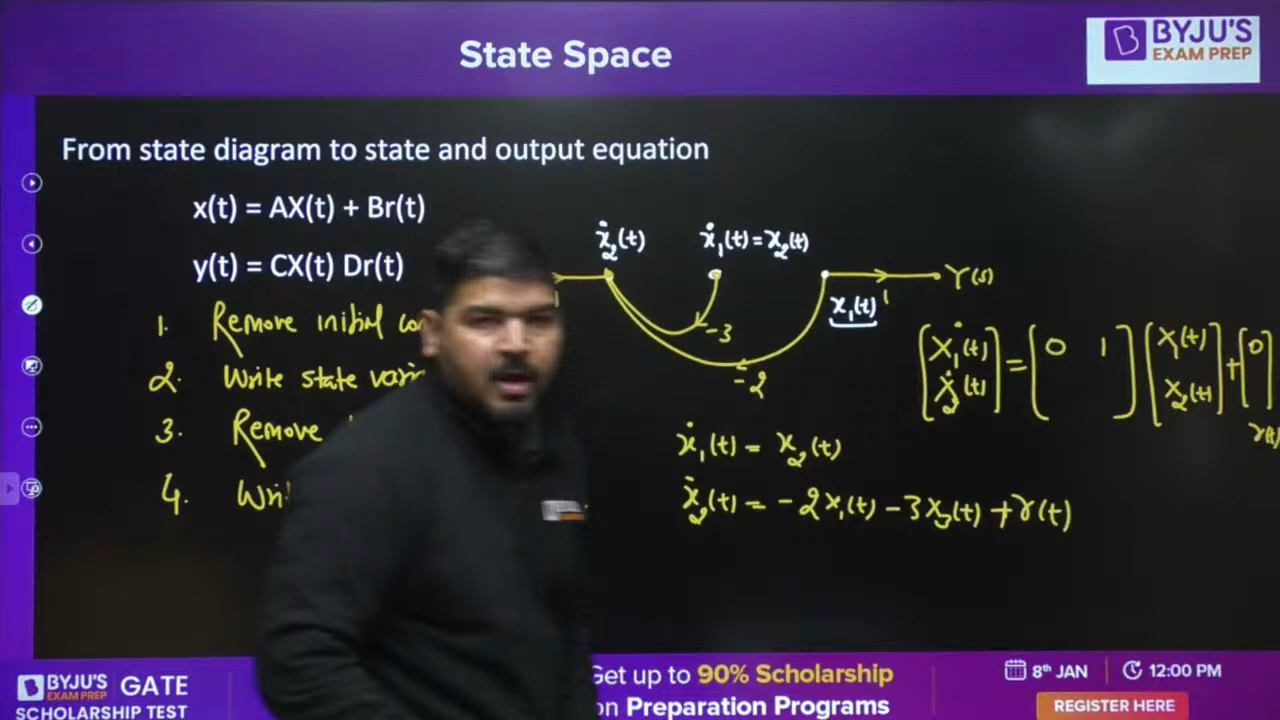 State Space
BYJU'S
EXAM PREP
From state diagram to state and output equation
x(t) = AX(t) + Br(t)
y(t) = CX(t) Dr(t)
1. Remove initial
2. Write state
3. Remove
4.
ẋ₂(t)
ẋ₁(t) = x₂(t)
x₁(t)
1
Y(s)
-3
-2
[ẋ₁(t) ẋ₂(t)] = [0 1] [x₁(t) x₂(t)] + [0] r(t)
ẋ₁(t) = x₂(t)
ẋ₂(t) = -2x₁(t) - 3x₂(t) + r(t)
BYJU'S
EXAM PREP
GATE
SCHOLARSHIP TEST
Get up to 90% Scholarship
on Preparation Programs
8th JAN
12:00 PM
REGISTER HERE